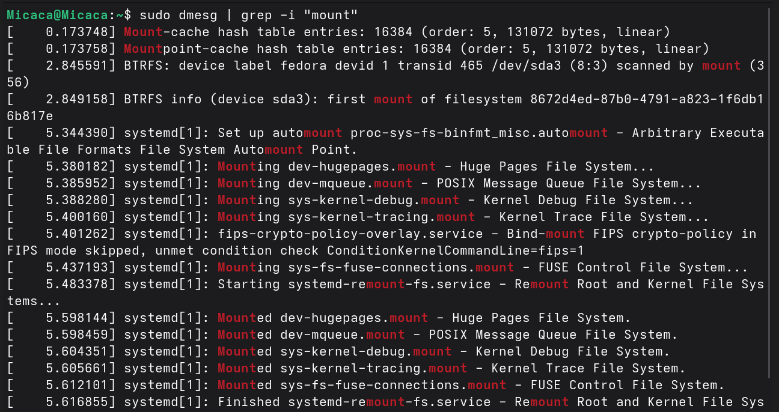 Micaca@Micaca:~$ sudo dmesg | grep -i "mount"
[    0.173748] Mount-cache hash table entries: 16384 (order: 5, 131072 bytes, linear)
[    0.173758] Mountpoint-cache hash table entries: 16384 (order: 5, 131072 bytes, linear)
[    2.845591] BTRFS: device label fedora devid 1 transid 465 /dev/sda3 (8:3) scanned by mount (3
56)
[    2.849158] BTRFS info (device sda3): first mount of filesystem 8672d4ed-87b0-4791-a823-1f6db1
6b817e
[    5.344390] systemd[1]: Set up automount proc-sys-fs-binfmt_misc.automount - Arbitrary Executa
ble File Formats File System Automount Point.
[    5.380182] systemd[1]: Mounting dev-hugepages.mount - Huge Pages File System...
[    5.385952] systemd[1]: Mounting dev-mqueue.mount - POSIX Message Queue File System...
[    5.388280] systemd[1]: Mounting sys-kernel-debug.mount - Kernel Debug File System...
[    5.400160] systemd[1]: Mounting sys-kernel-tracing.mount - Kernel Trace File System...
[    5.401262] systemd[1]: fips-crypto-policy-overlay.service - Bind-mount FIPS crypto-policy in
FIPS mode skipped, unmet condition check ConditionKernelCommandLine=fips=1
[    5.437193] systemd[1]: Mounting sys-fs-fuse-connections.mount - FUSE Control File System...
[    5.483378] systemd[1]: Starting systemd-remount-fs.service - Remount Root and Kernel File Sys
tems...
[    5.598144] systemd[1]: Mounted dev-hugepages.mount - Huge Pages File System.
[    5.598459] systemd[1]: Mounted dev-mqueue.mount - POSIX Message Queue File System.
[    5.604351] systemd[1]: Mounted sys-kernel-debug.mount - Kernel Debug File System.
[    5.605661] systemd[1]: Mounted sys-kernel-tracing.mount - Kernel Trace File System.
[    5.612101] systemd[1]: Mounted sys-fs-fuse-connections.mount - FUSE Control File System.
[    5.616855] systemd[1]: Finished systemd-remount-fs.service - Remount Root and Kernel File Sys